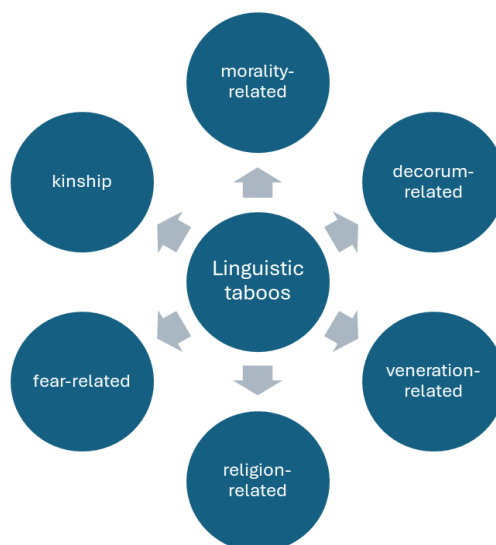 morality-
related
kinship
decorum-
related
Linguistic
taboos
fear-related
veneration-
related
religion-
related